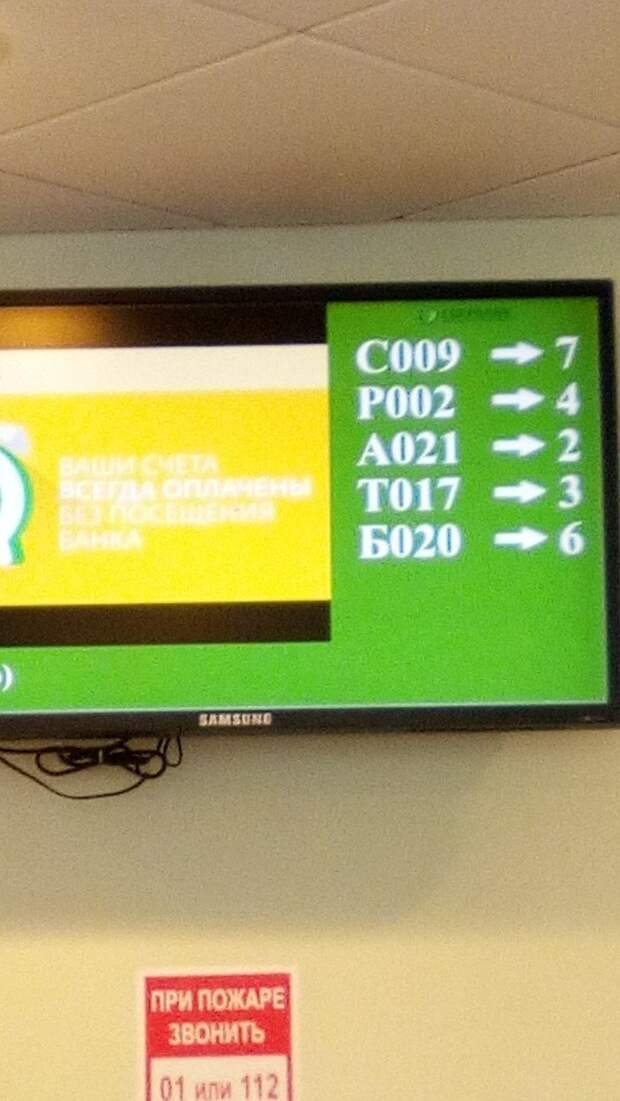 ВАШИ СЧЕТА
ВСЕГДА ОПЛАЧЕНЫ
БЕЗ ПОСЕЩЕНИЯ
БАНКА
С009 → 7
Р002 → 4
А021 → 2
Т017 → 3
Б020 → 6
SAMSUNG
ПРИ ПОЖАРЕ
ЗВОНИТЬ
01 или 112